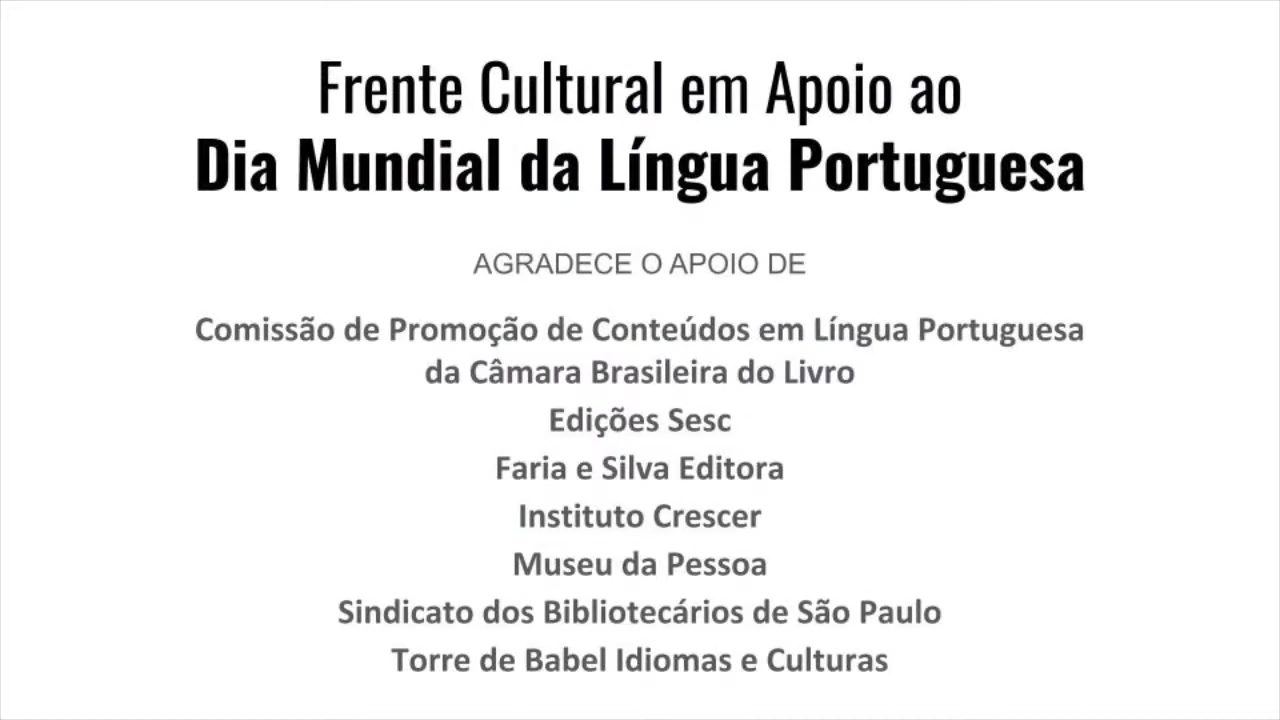 Frente Cultural em Apoio ao
Dia Mundial da Língua Portuguesa
AGRADECE O APOIO DE
Comissão de Promoção de Conteúdos em Língua Portuguesa
da Câmara Brasileira do Livro
Edições Sesc
Faria e Silva Editora
Instituto Crescer
Museu da Pessoa
Sindicato dos Bibliotecários de São Paulo
Torre de Babel Idiomas e Culturas